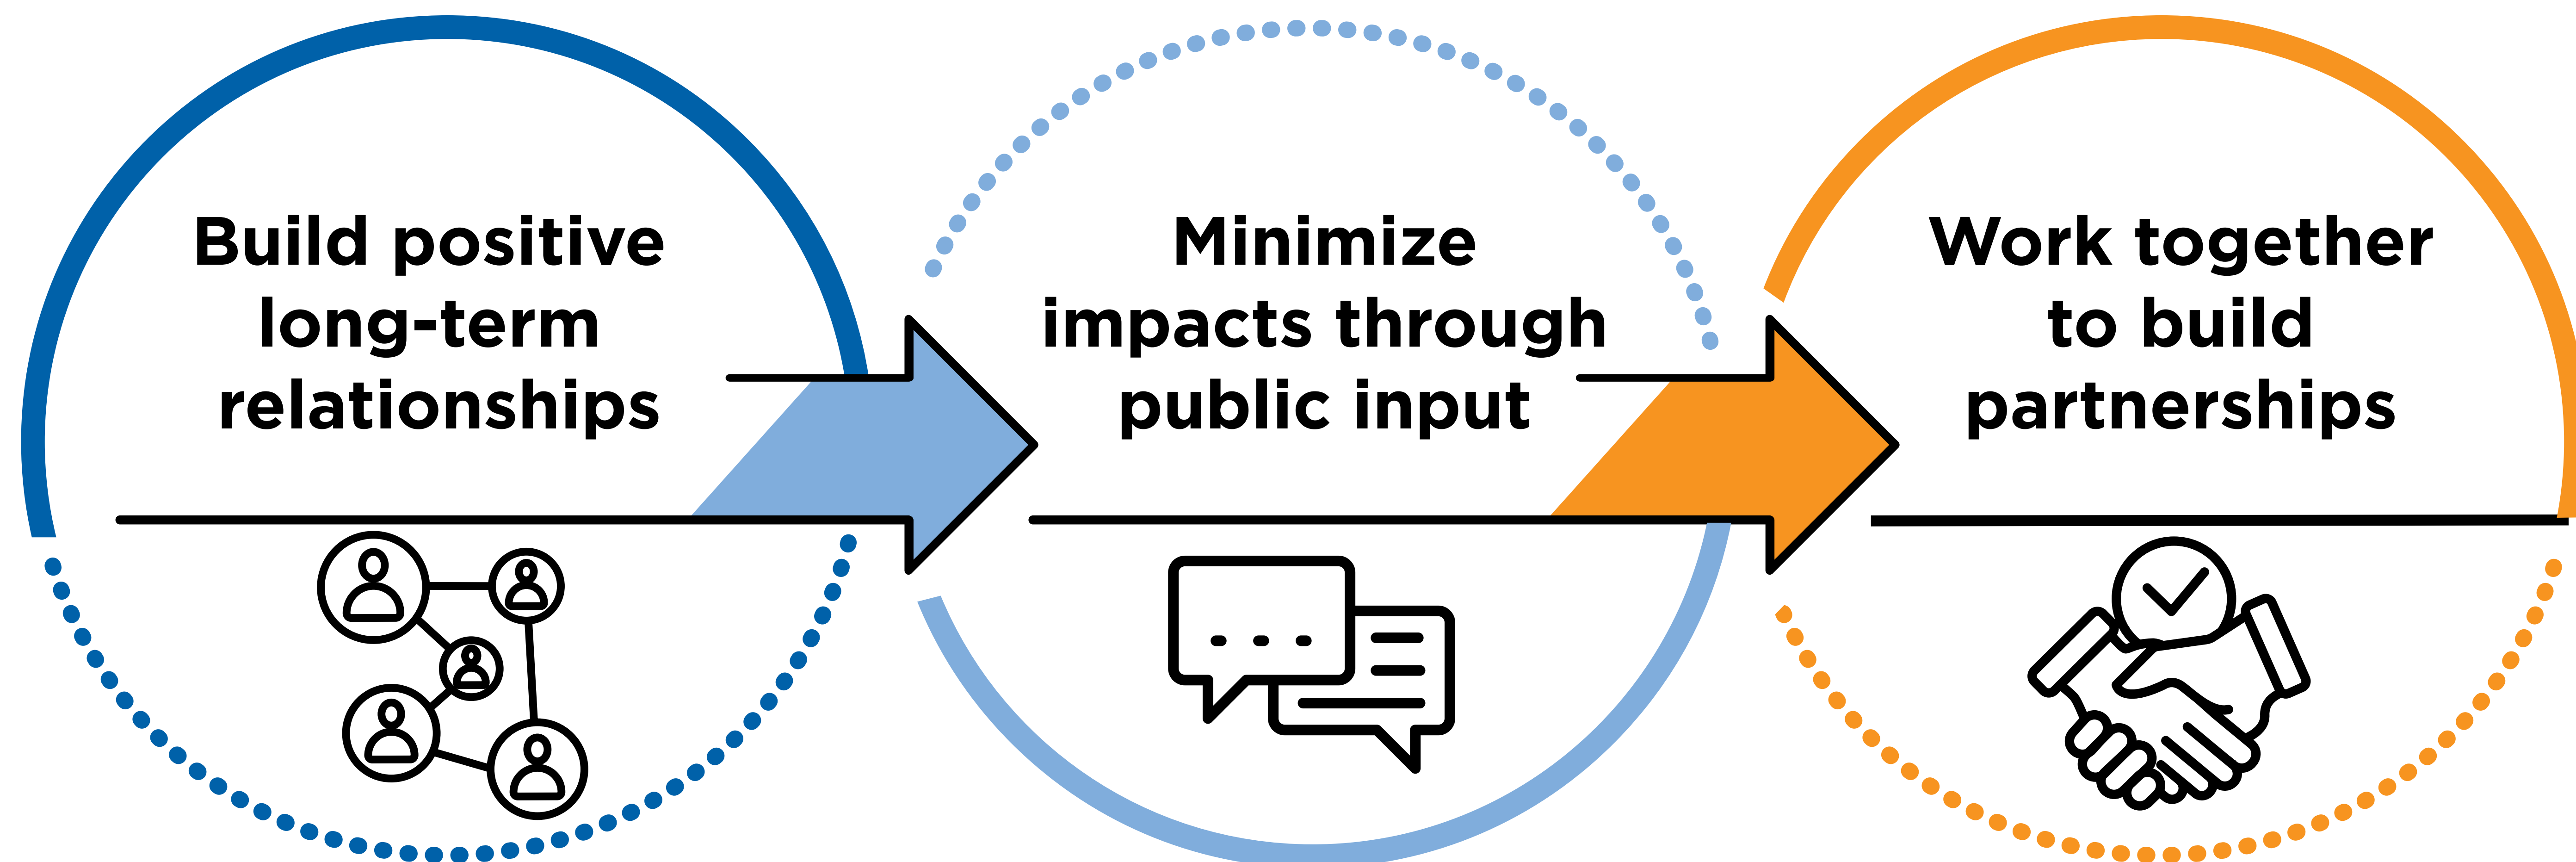 Build positive
long-term
relationships
Minimize
impacts through
public input
Work together
to build
partnerships